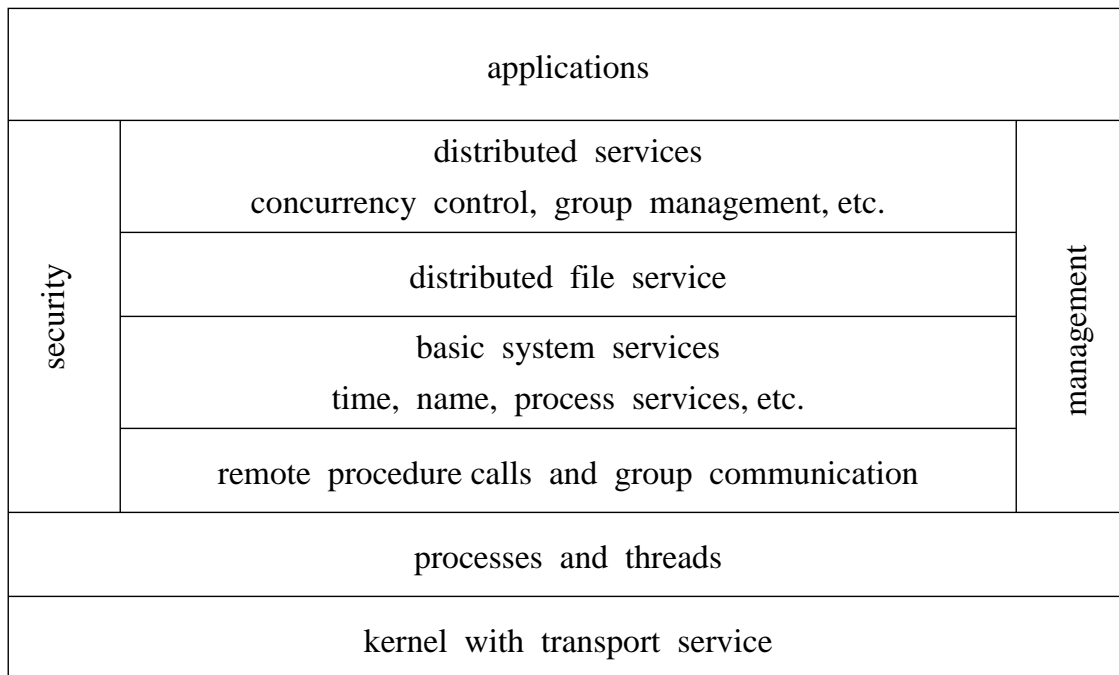 applications
security
distributed services
concurrency control, group management, etc.
distributed file service
basic system services
time, name, process services, etc.
remote procedure calls and group communication
management
processes and threads
kernel with transport service